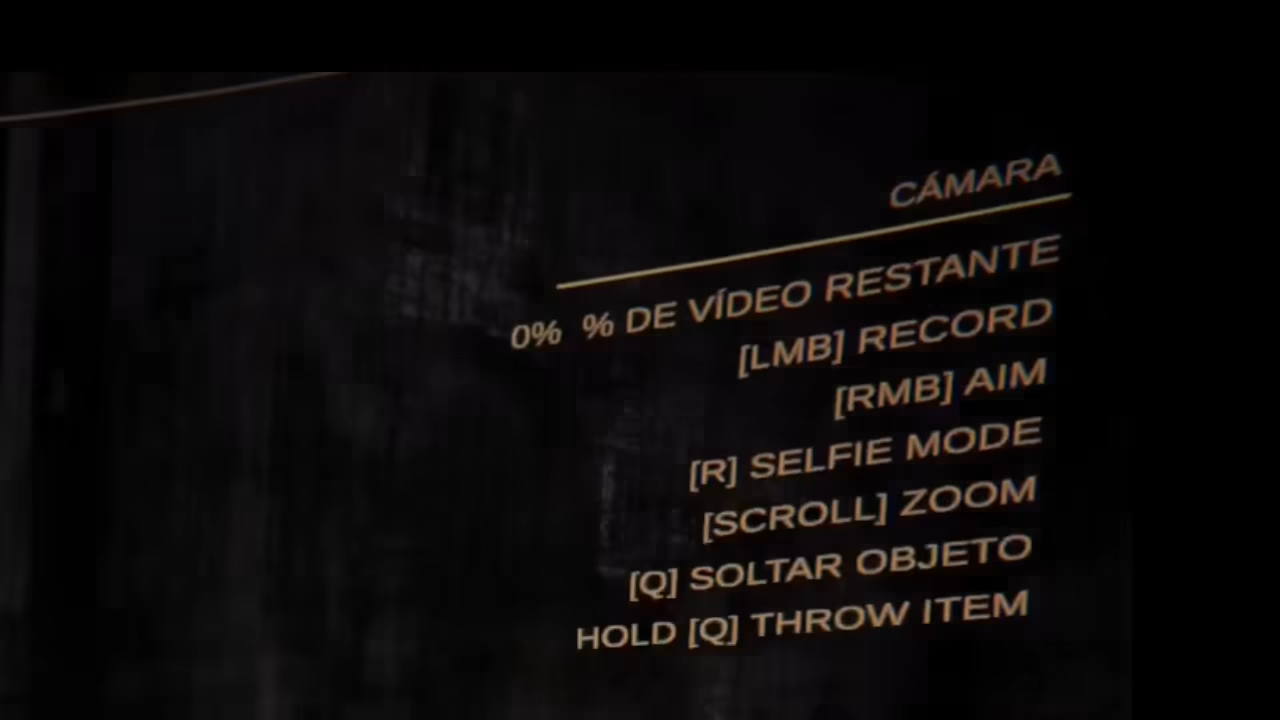 CÁMARA
0% % DE VÍDEO RESTANTE
[LMB] RECORD
[RMB] AIM
[R] SELFIE MODE
[SCROLL] ZOOM
[Q] SOLTAR OBJETO
HOLD [Q] THROW ITEM